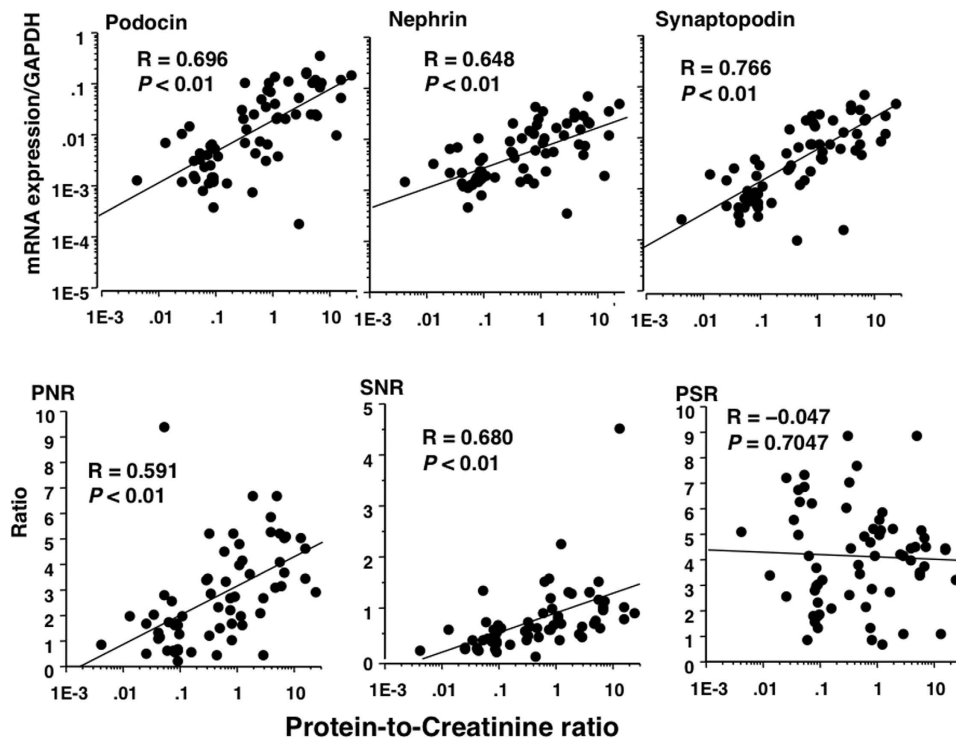 Podocin
Nephrin
Synaptopodin
mRNA expression/GAPDH
R = 0.696
P < 0.01
R = 0.648
P < 0.01
R = 0.766
P < 0.01
1
.1
.01
1E-3
1E-4
1E-5
1E-3 .01 .1 1 10
1E-3 .01 .1 1 10
1E-3 .01 .1 1 10
PNR
SNR
PSR
Ratio
R = 0.591
P < 0.01
R = 0.680
P < 0.01
R = −0.047
P = 0.7047
10
9
8
7
6
5
4
3
2
1
0
5
4
3
2
1
0
10
9
8
7
6
5
4
3
2
1
0
1E-3 .01 .1 1 10
1E-3 .01 .1 1 10
1E-3 .01 .1 1 10
Protein-to-Creatinine ratio